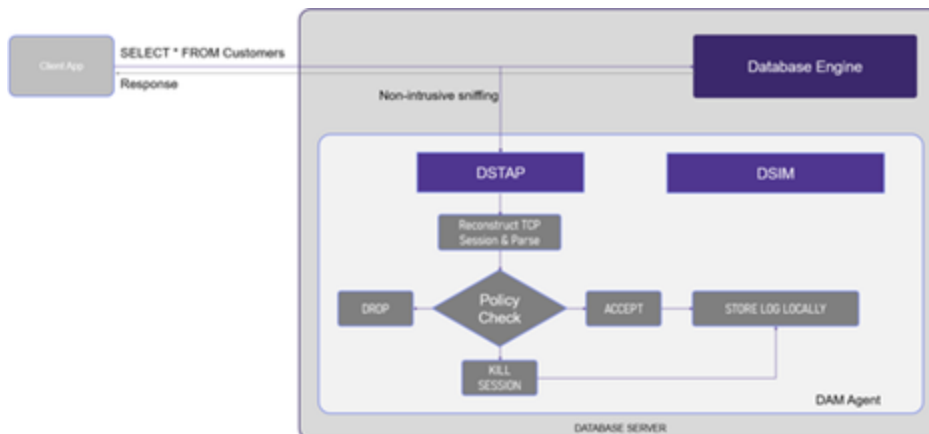 SELECT * FROM Customers
Client App
Response
Database Engine
Non-intrusive sniffing
DSTAP
DSIM
Reconstruct TCP
Session & Parse
Policy
Check
DROP
ACCEPT
STORE LOG LOCALLY
KILL
SESSION
DAM Agent
DATABASE SERVER